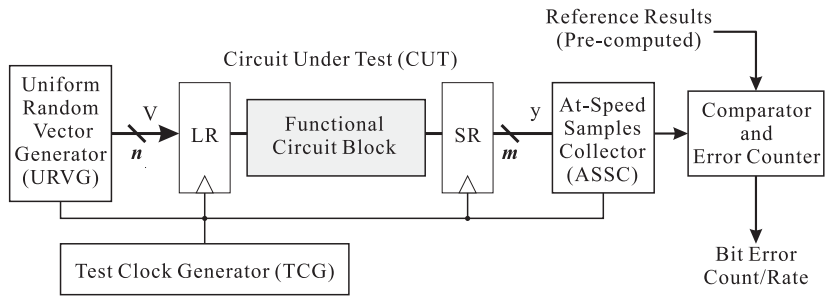 Reference Results
(Pre-computed)
Circuit Under Test (CUT)
Uniform
Random
Vector
Generator
(URVG)
V
n
LR
Functional
Circuit Block
SR
y
m
At-Speed
Samples
Collector
(ASSC)
Comparator
and
Error Counter
Test Clock Generator (TCG)
Bit Error
Count/Rate